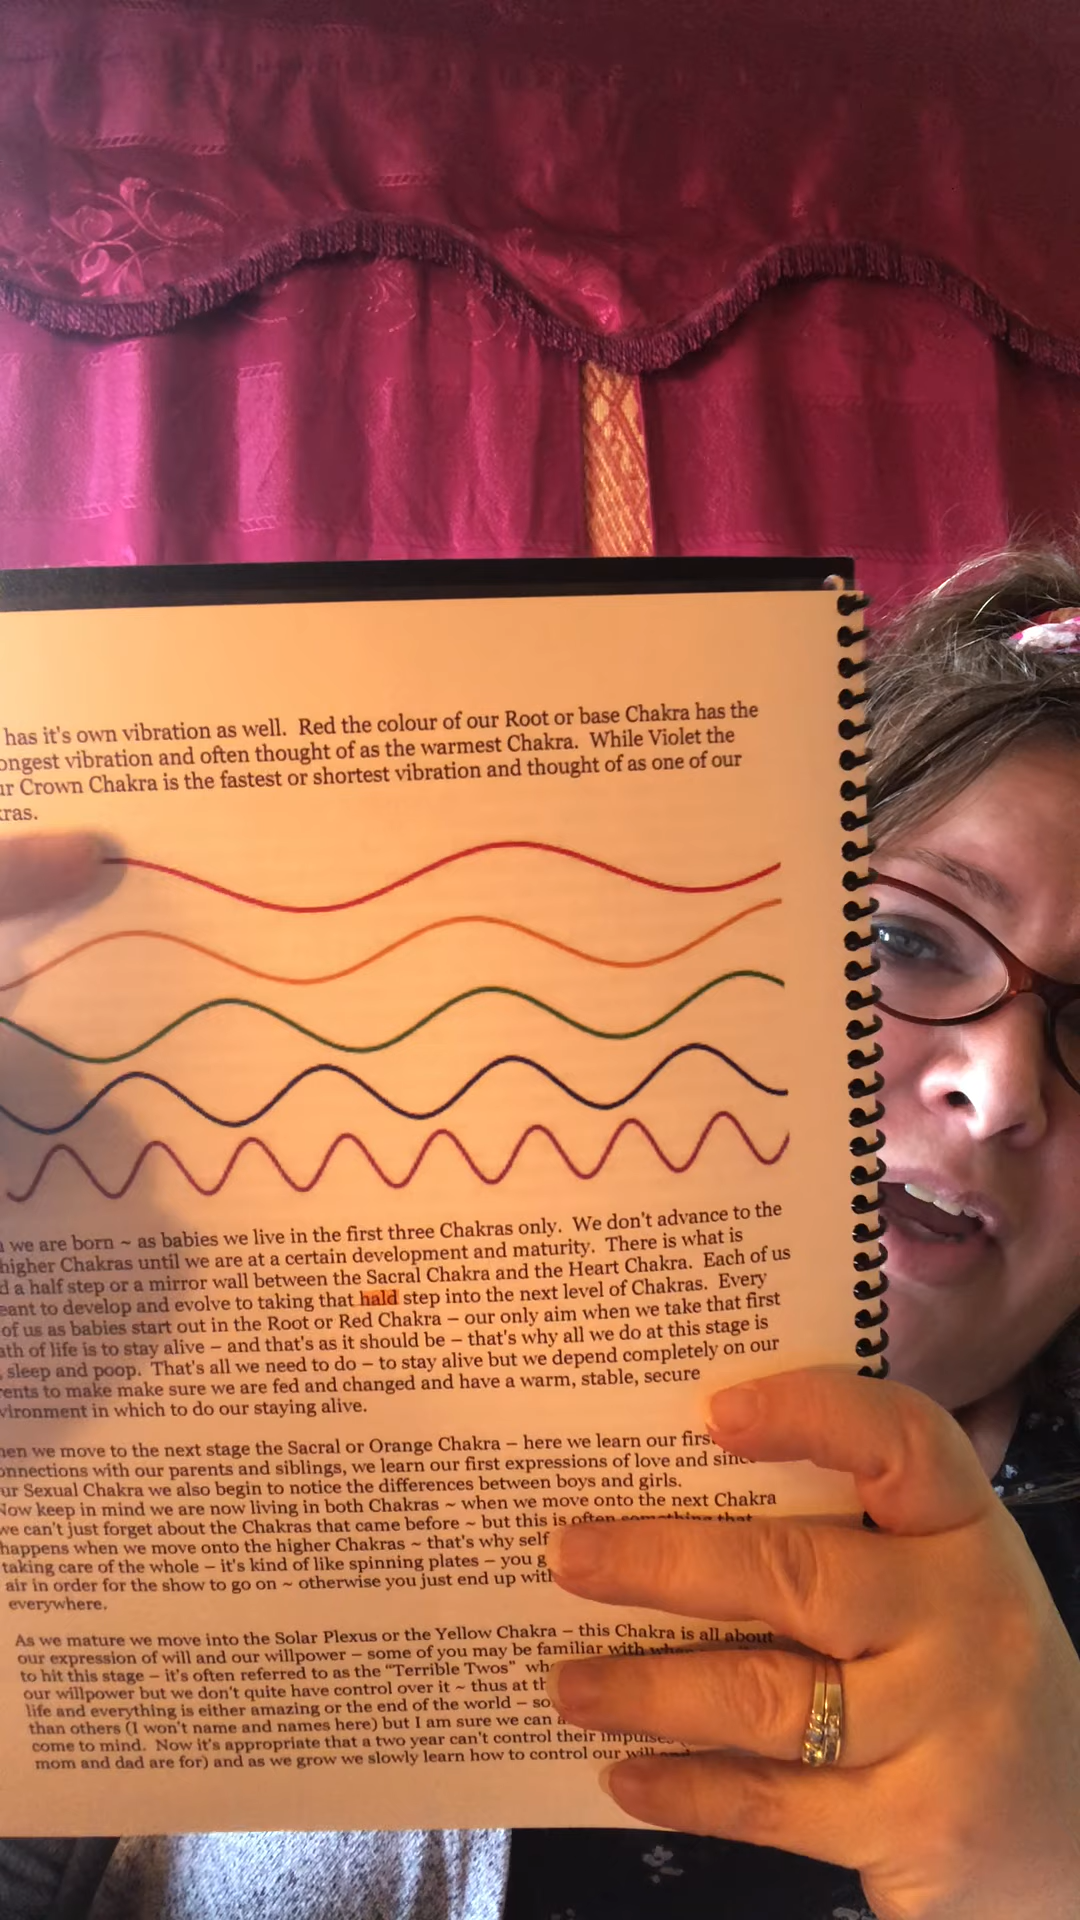 has it's own vibration as well. Red the colour of our Root or base Chakra has the
ongest vibration and often thought of as the warmest Chakra. While Violet the
ur Crown Chakra is the fastest or shortest vibration and thought of as one of our
kras.
we are born ~ as babies we live in the first three Chakras only. We don't advance to the
higher Chakras until we are at a certain development and maturity. There is what is
d a half step or a mirror wall between the Sacral Chakra and the Heart Chakra. Each of us
eant to develop and evolve to taking that hald step into the next level of Chakras. Every
of us as babies start out in the Root or Red Chakra – our only aim when we take that first
ath of life is to stay alive – and that's as it should be – that's why all we do at this stage is
, sleep and poop. That's all we need to do – to stay alive but we depend completely on our
rents to make make sure we are fed and changed and have a warm, stable, secure
vironment in which to do our staying alive.
hen we move to the next stage the Sacral or Orange Chakra – here we learn our first
onnections with our parents and siblings, we learn our first expressions of love and since
ur Sexual Chakra we also begin to notice the differences between boys and girls.
Now keep in mind we are now living in both Chakras ~ when we move onto the next Chakra
we can't just forget about the Chakras that came before ~ but this is often something that
happens when we move onto the higher Chakras ~ that's why self
taking care of the whole – it's kind of like spinning plates – you g
air in order for the show to go on ~ otherwise you just end up with
everywhere.
As we mature we move into the Solar Plexus or the Yellow Chakra – this Chakra is all about
our expression of will and our willpower – some of you may be familiar with
to hit this stage – it's often referred to as the "Terrible Twos" wh
our willpower but we don't quite have control over it ~ thus at th
life and everything is either amazing or the end of the world – so
than others (I won't name and names here) but I am sure we can
come to mind. Now it's appropriate that a two year can't control their impulses
mom and dad are for) and as we grow we slowly learn how to control our will